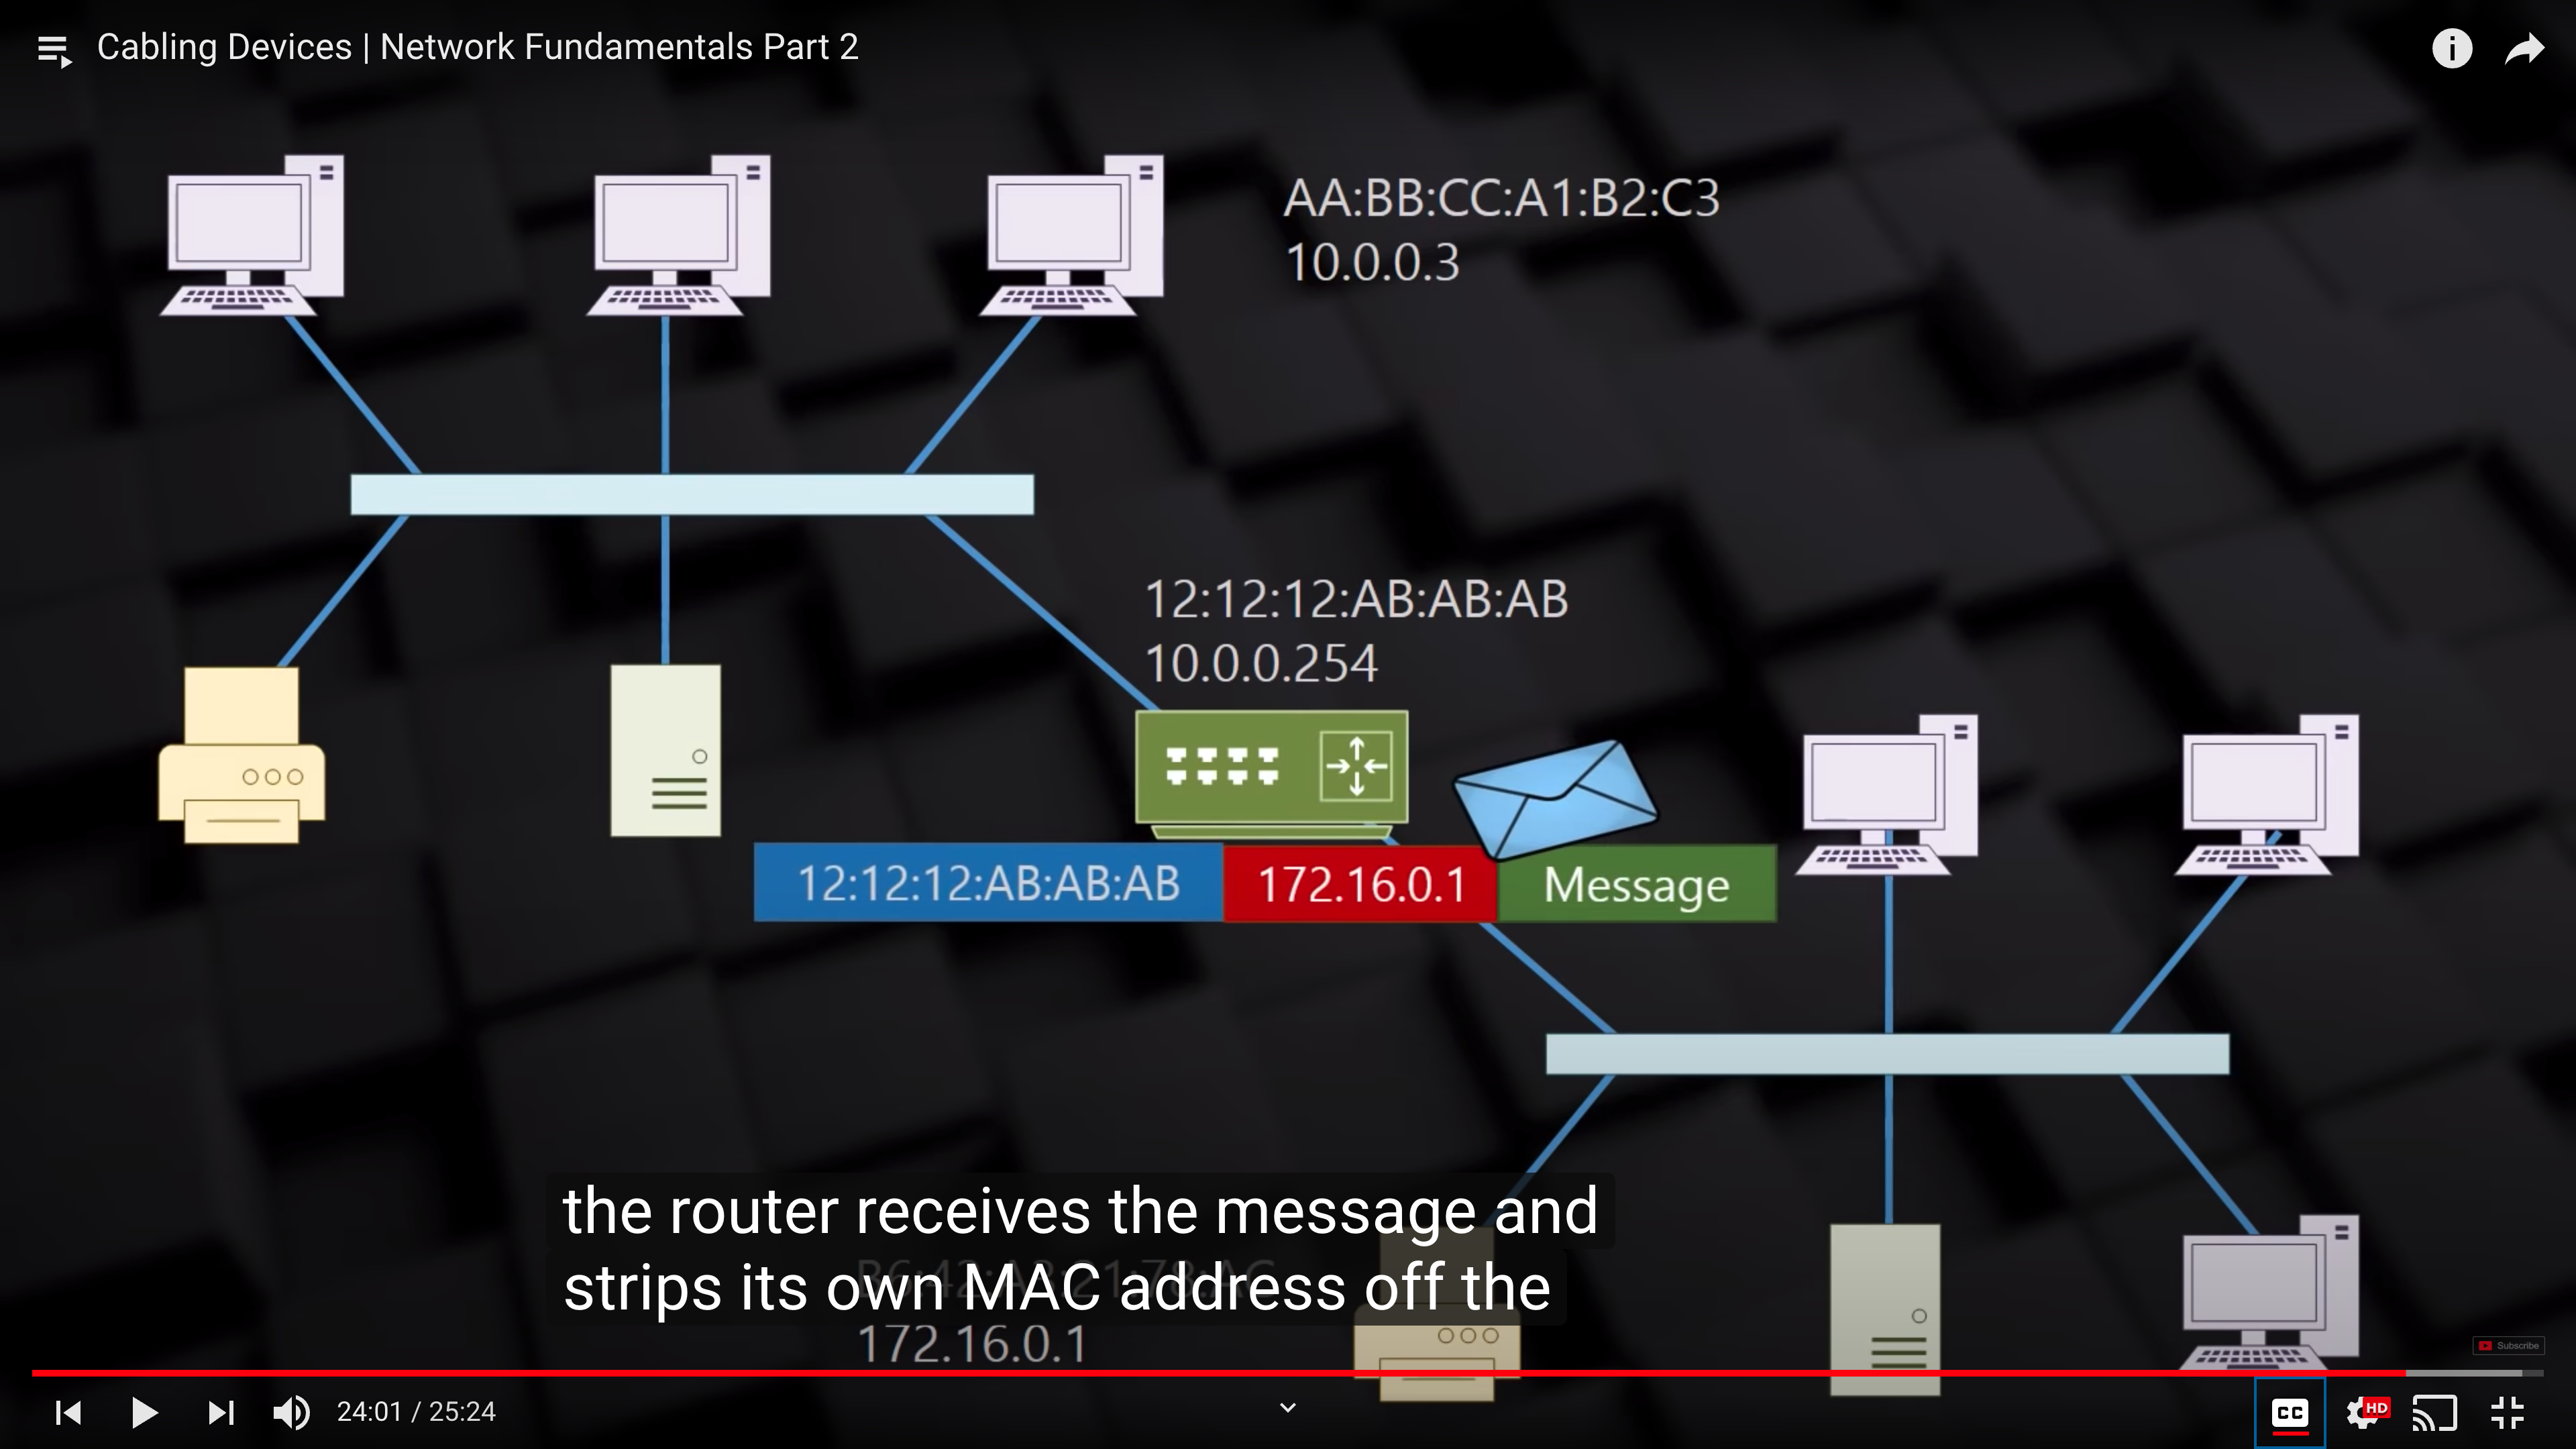 Cabling Devices | Network Fundamentals Part 2
AA:BB:CC:A1:B2:C3
10.0.0.3
12:12:12:AB:AB:AB
10.0.0.254
12:12:12:AB:AB:AB 172.16.0.1 Message
the router receives the message and
strips its own MAC address off the
172.16.0.1
Subscribe
24:01 / 25:24
CC
HD